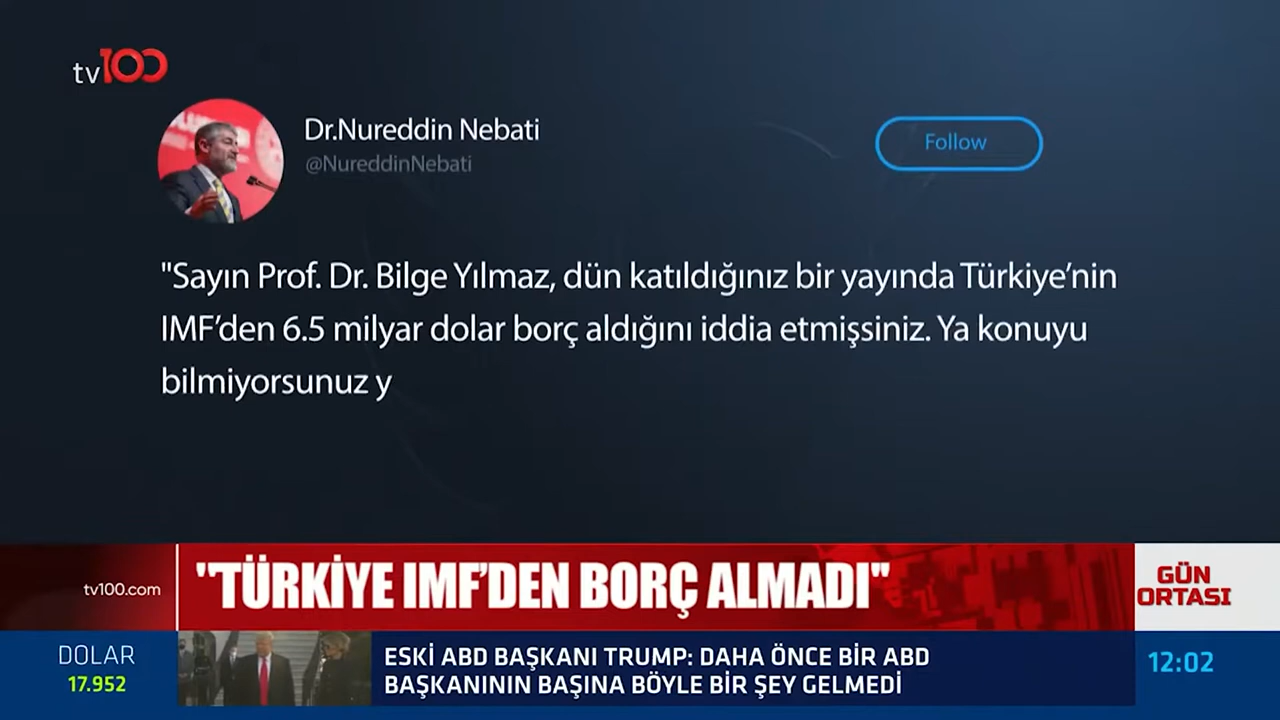 tv100
Dr.Nureddin Nebati
@NureddinNebati
Follow
"Sayın Prof. Dr. Bilge Yılmaz, dün katıldığınız bir yayında Türkiye’nin
IMF’den 6.5 milyar dolar borç aldığını iddia etmişsiniz. Ya konuyu
bilmiyorsunuz y
tv100.com
"TÜRKİYE IMF’DEN BORÇ ALMADI"
GÜN
ORTASI
DOLAR
17.952
ESKİ ABD BAŞKANI TRUMP: DAHA ÖNCE BİR ABD
BAŞKANININ BAŞINA BÖYLE BİR ŞEY GELMEDİ
12:02